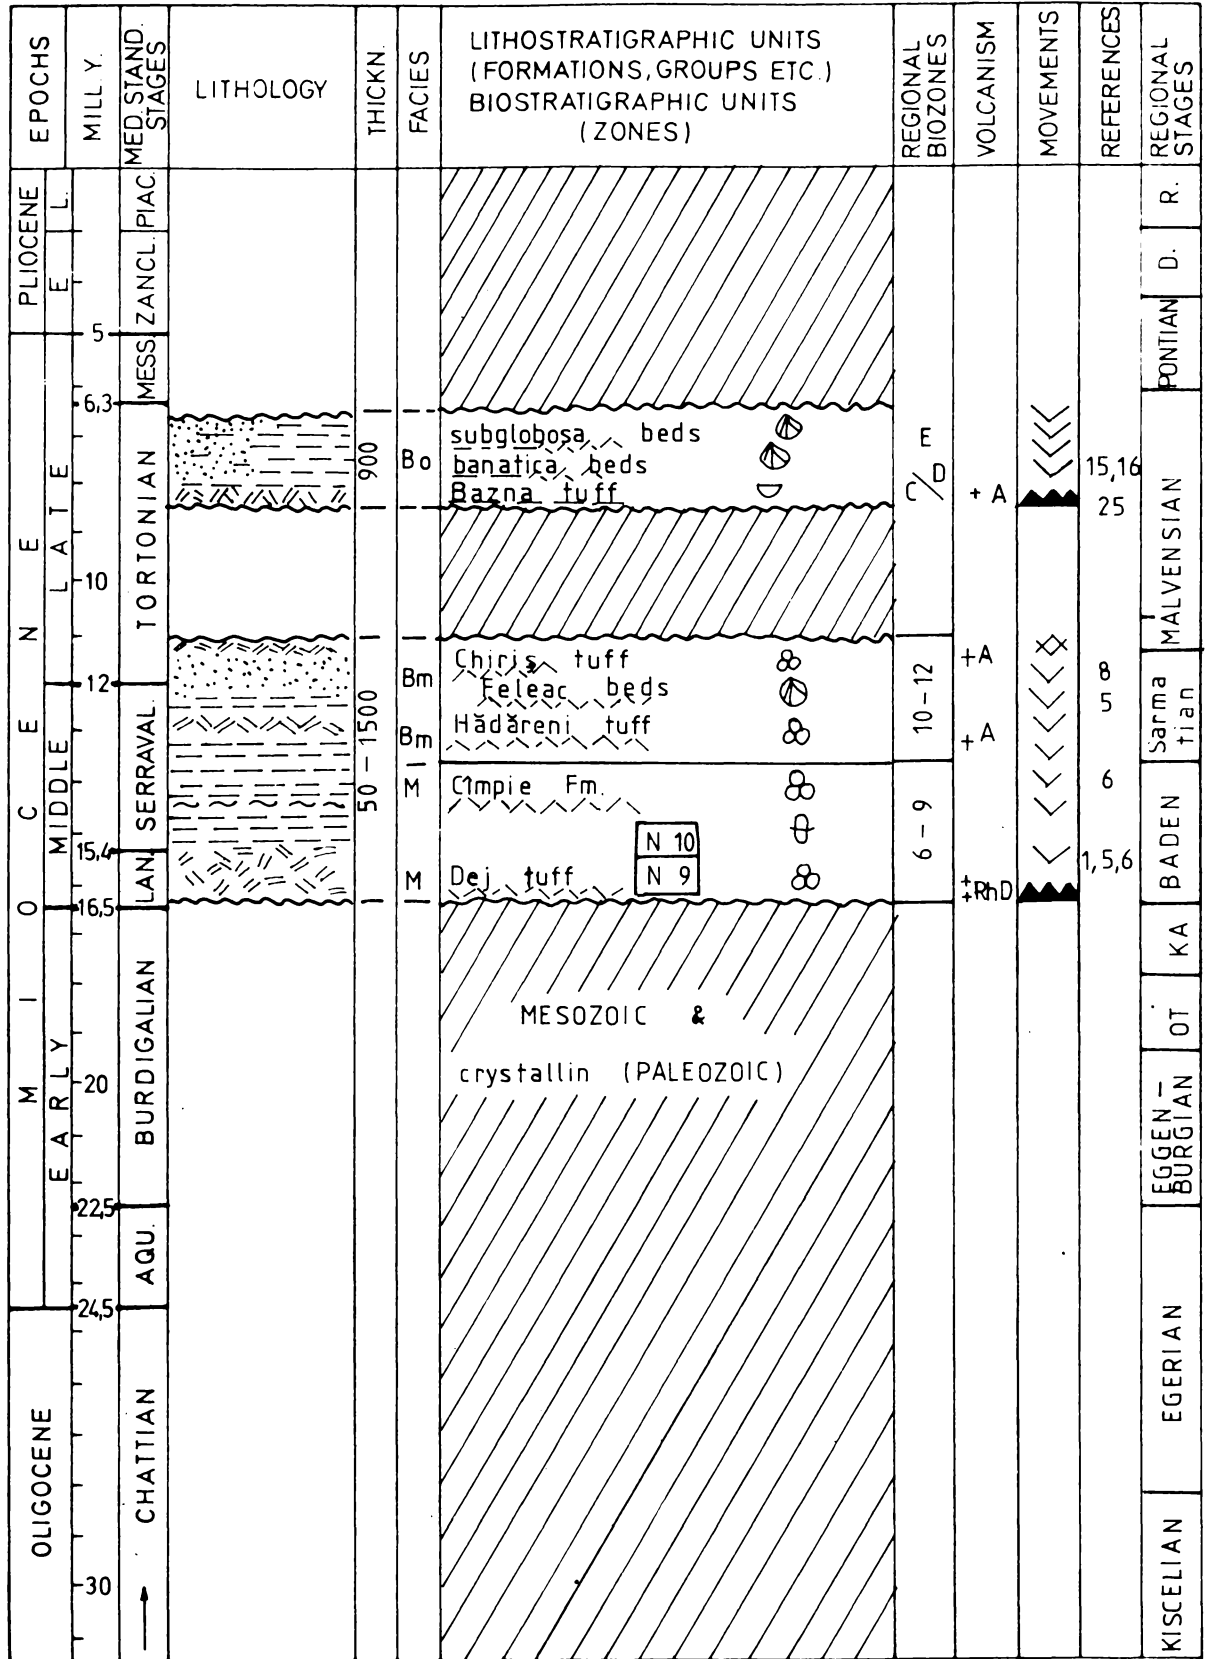 EPOCHS
MILL. Y.
MED. STAND. STAGES
LITHOLOGY
THICKN.
FACIES
LITHOSTRATIGRAPHIC UNITS
(FORMATIONS, GROUPS ETC.)
BIOSTRATIGRAPHIC UNITS
(ZONES)
REGIONAL BIOZONES
VOLCANISM
MOVEMENTS
REFERENCES
REGIONAL STAGES
PLIOCENE
L.
E
PIAC.
ZANCL.
R.
D.
5
MIOCENE
LATE
MESS.
PONTIAN
6,3
TORTONIAN
900
Bo
subglobosa beds
banatica beds
Bazna tuff
E
C/D
+ A
15,16
25
MALVENSIAN
10
Chiriş tuff
Feleac beds
Hădăreni tuff
Bm
Bm
10-12
+A
+A
8
5
Sarma
tian
12
MIDDLE
SERRAVAL.
50-1500
M
Cîmpie Fm.
N 10
N 9
6-9
6
1,5,6
BADEN
15,4
LAN.
M
Dej tuff
+RhD
16,5
EARLY
BURDIGALIAN
MESOZOIC &
crystallin (PALEOZOIC)
KA
OT
20
EGGEN-
BURGIAN
22,5
AQU.
24,5
OLIGOCENE
CHATTIAN
EGERIAN
30
KISCELIAN